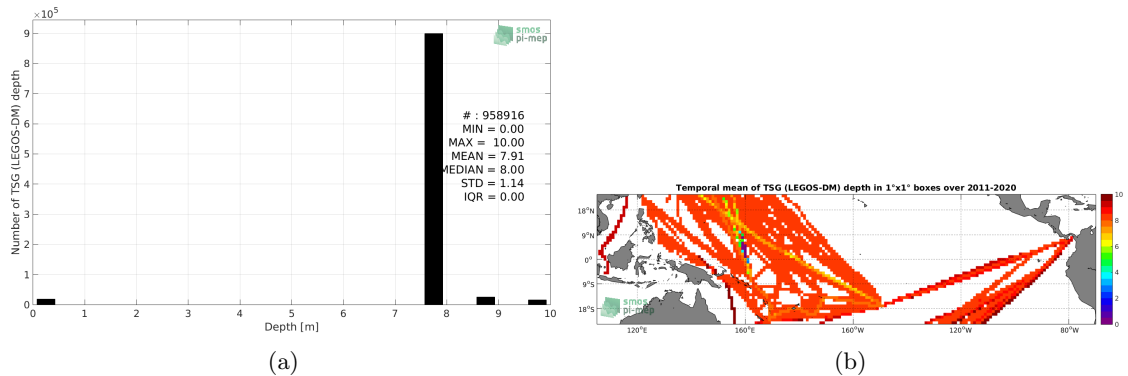 ×10⁵
9
8
7
6
5
4
3
2
1
0
Number of TSG (LEGOS-DM) depth
smos
pi-mep
# : 958916
MIN = 0.00
MAX = 10.00
MEAN = 7.91
MEDIAN = 8.00
STD = 1.14
IQR = 0.00
0 1 2 3 4 5 6 7 8 9 10
Depth [m]
(a)
Temporal mean of TSG (LEGOS-DM) depth in 1°x1° boxes over 2011-2020
18°N
9°N
0°
9°S
18°S
smos
pi-mep
120°E 160°E 160°W 120°W 80°W
10
8
6
4
2
0
(b)